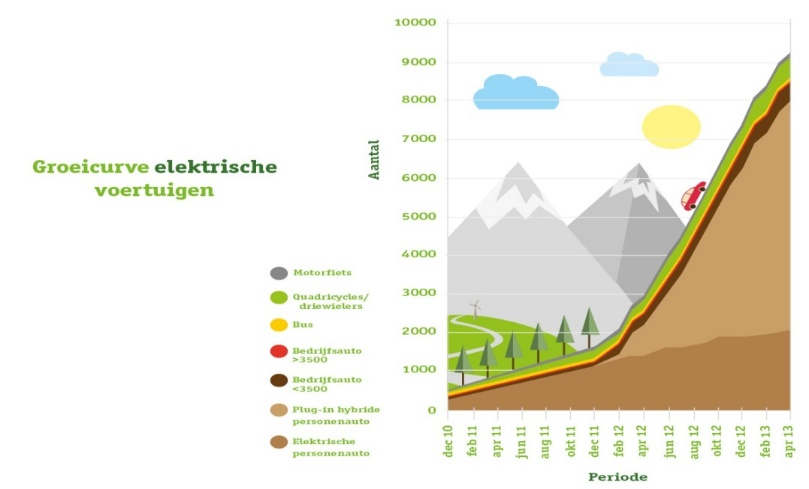 Groeicurve elektrische
voertuigen
Motorfiets
Quadricycles/
driewielers
Bus
Bedrijfsauto
>3500
Bedrijfsauto
<3500
Plug-in hybride
personenauto
Elektrische
personenauto
Aantal
10000
9000
8000
7000
6000
5000
4000
3000
2000
1000
0
dec 10
feb 11
apr 11
jun 11
aug 11
okt 11
dec 11
feb 12
apr 12
jun 12
aug 12
okt 12
dec 12
feb 13
apr 13
Periode